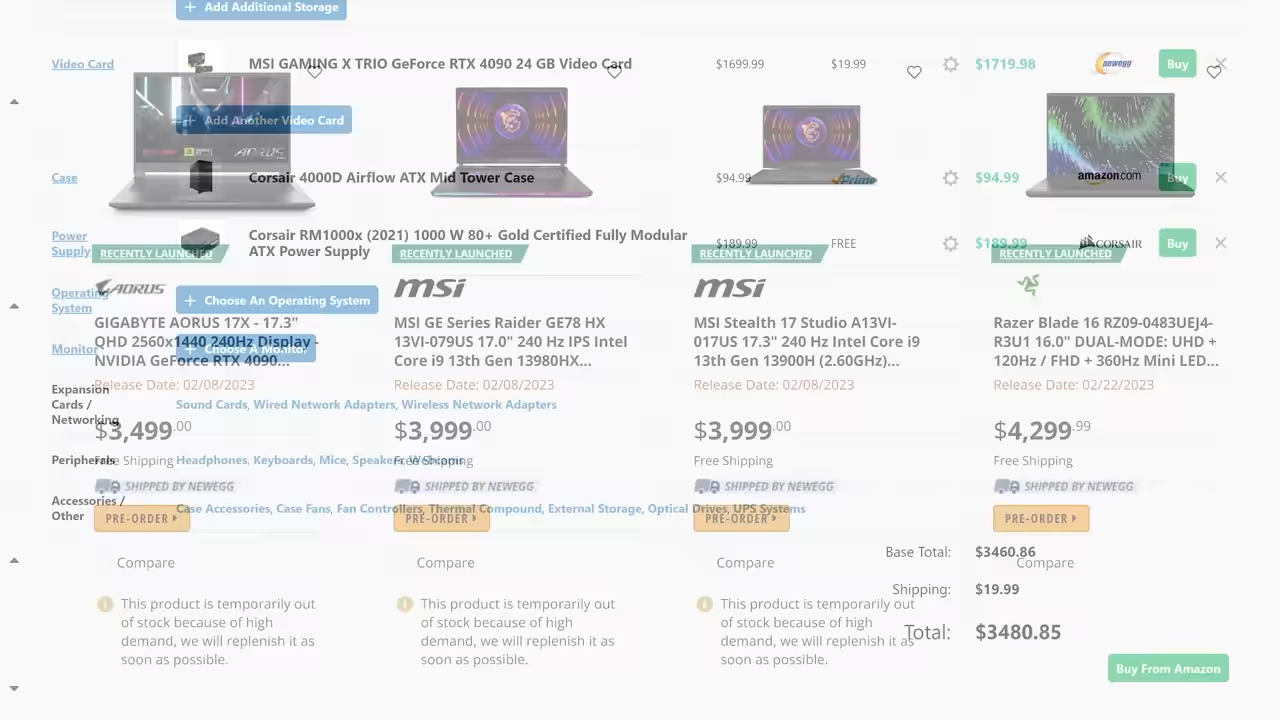 + Add Additional Storage
Video Card
MSI GAMING X TRIO GeForce RTX 4090 24 GB Video Card
$1699.99
$19.99
$1719.98
newegg
Buy
+ Add Another Video Card
AORUS
Case
Corsair 4000D Airflow ATX Mid Tower Case
$94.99
Prime
$94.99
amazon.com
Buy
Power
Supply
Corsair RM1000x (2021) 1000 W 80+ Gold Certified Fully Modular
ATX Power Supply
$189.99
FREE
$189.99
CORSAIR
Buy
Operating
System
+ Choose An Operating System
Monitor
+ Choose A Monitor
Expansion
Cards /
Networking
Sound Cards, Wired Network Adapters, Wireless Network Adapters
Peripherals
Headphones, Keyboards, Mice, Speakers, Webcams
Accessories /
Other
Case Accessories, Case Fans, Fan Controllers, Thermal Compound, External Storage, Optical Drives, UPS Systems
Base Total:
$3460.86
Shipping:
$19.99
Total:
$3480.85
Buy From Amazon
RECENTLY LAUNCHED
AORUS
GIGABYTE AORUS 17X - 17.3"
QHD 2560x1440 240Hz Display -
NVIDIA GeForce RTX 4090...
Release Date: 02/08/2023
$3,499.00
Free Shipping
SHIPPED BY NEWEGG
PRE-ORDER
Compare
This product is temporarily out
of stock because of high
demand, we will replenish it as
soon as possible.
RECENTLY LAUNCHED
msi
MSI GE Series Raider GE78 HX
13VI-079US 17.0" 240 Hz IPS Intel
Core i9 13th Gen 13980HX...
Release Date: 02/08/2023
$3,999.00
Free Shipping
SHIPPED BY NEWEGG
PRE-ORDER
Compare
This product is temporarily out
of stock because of high
demand, we will replenish it as
soon as possible.
RECENTLY LAUNCHED
msi
MSI Stealth 17 Studio A13VI-
017US 17.3" 240 Hz Intel Core i9
13th Gen 13900H (2.60GHz)...
Release Date: 02/08/2023
$3,999.00
Free Shipping
SHIPPED BY NEWEGG
PRE-ORDER
Compare
This product is temporarily out
of stock because of high
demand, we will replenish it as
soon as possible.
RECENTLY LAUNCHED
Razer Blade 16 RZ09-0483UEJ4-
R3U1 16.0" DUAL-MODE: UHD +
120Hz / FHD + 360Hz Mini LED...
Release Date: 02/22/2023
$4,299.99
Free Shipping
SHIPPED BY NEWEGG
PRE-ORDER
Compare